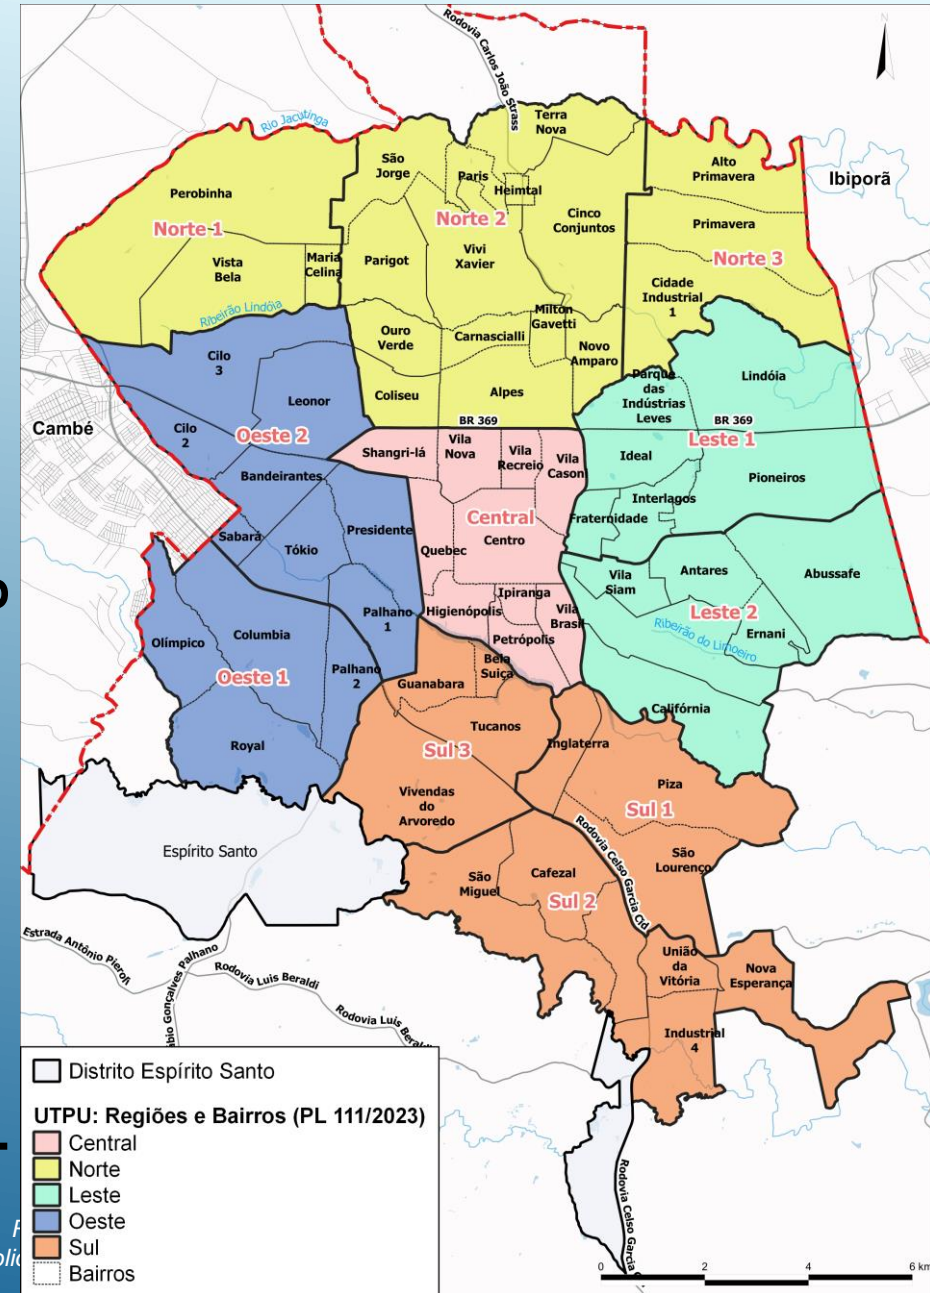 N
Rodovia Carlos João Strass
Rio Jacutinga
Terra
Nova
São
Jorge
Paris
Heimtal
Alto
Primavera
Ibiporã
Perobinha
Norte 1
Norte 2
Cinco
Conjuntos
Primavera
Vista
Bela
Maria
Celina
Parigot
Vivi
Xavier
Norte 3
Cidade
Industrial
1
Ribeirão Lindóia
Ouro
Verde
Carnascialli
Milton
Gavetti
Novo
Amparo
Cilo
3
Leonor
Coliseu
Alpes
Parque
das
Indústrias
Leves
Lindóia
BR 369
BR 369
Cambé
Cilo
2
Oeste 2
Shangri-lá
Vila
Nova
Vila
Recreio
Vila
Cason
Leste 1
Ideal
Bandeirantes
Pioneiros
Interlagos
Fraternidade
Central
Sabará
Tókio
Presidente
Quebec
Centro
Vila
Siam
Antares
Abussafe
Ipiranga
Higienópolis
Vila
Brasil
Palhano
1
Leste 2
Ribeirão do Limoeiro
Ernani
Petrópolis
Olímpico
Columbia
Oeste 1
Palhano
2
Bela
Suiça
Guanabara
Califórnia
Tucanos
Royal
Sul 3
Inglaterra
Piza
Vivendas
do
Arvoredo
Sul 1
Rodovia Celso Garcia Cid
Espírito Santo
São
Lourenço
São
Miguel
Cafezal
Sul 2
Estrada Antônio Pierofi
Gonçalves Palhano
Rodovia Luis Beraldi
Rodovia Luis
União
da
Vitória
Nova
Esperança
Industrial
4
Rodovia Celso Garcia
Distrito Espírito Santo
UTPU: Regiões e Bairros (PL 111/2023)
Central
Norte
Leste
Oeste
Sul
Bairros
0 2 4 6 km